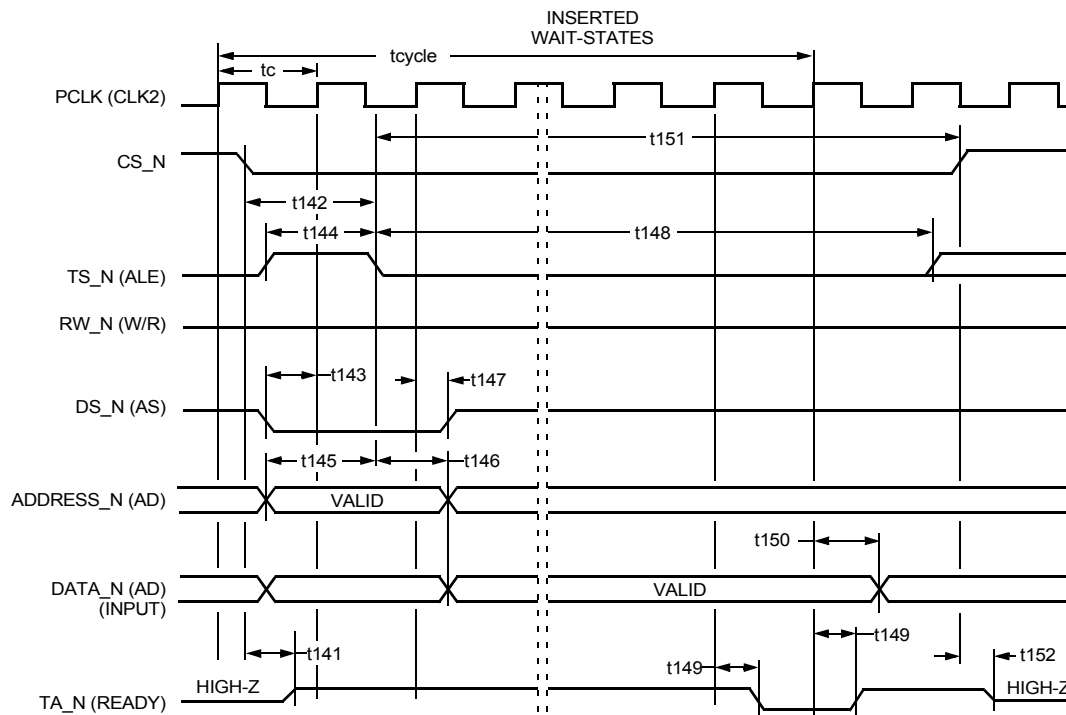 INSERTED
WAIT-STATES
tcycle
tc
PCLK (CLK2)
t151
CS_N
t142
t144
t148
TS_N (ALE)
RW_N (W/R)
t143
t147
DS_N (AS)
t145
t146
ADDRESS_N (AD)
VALID
t150
DATA_N (AD)
(INPUT)
VALID
t141
t149
t149
t152
HIGH-Z
HIGH-Z
TA_N (READY)